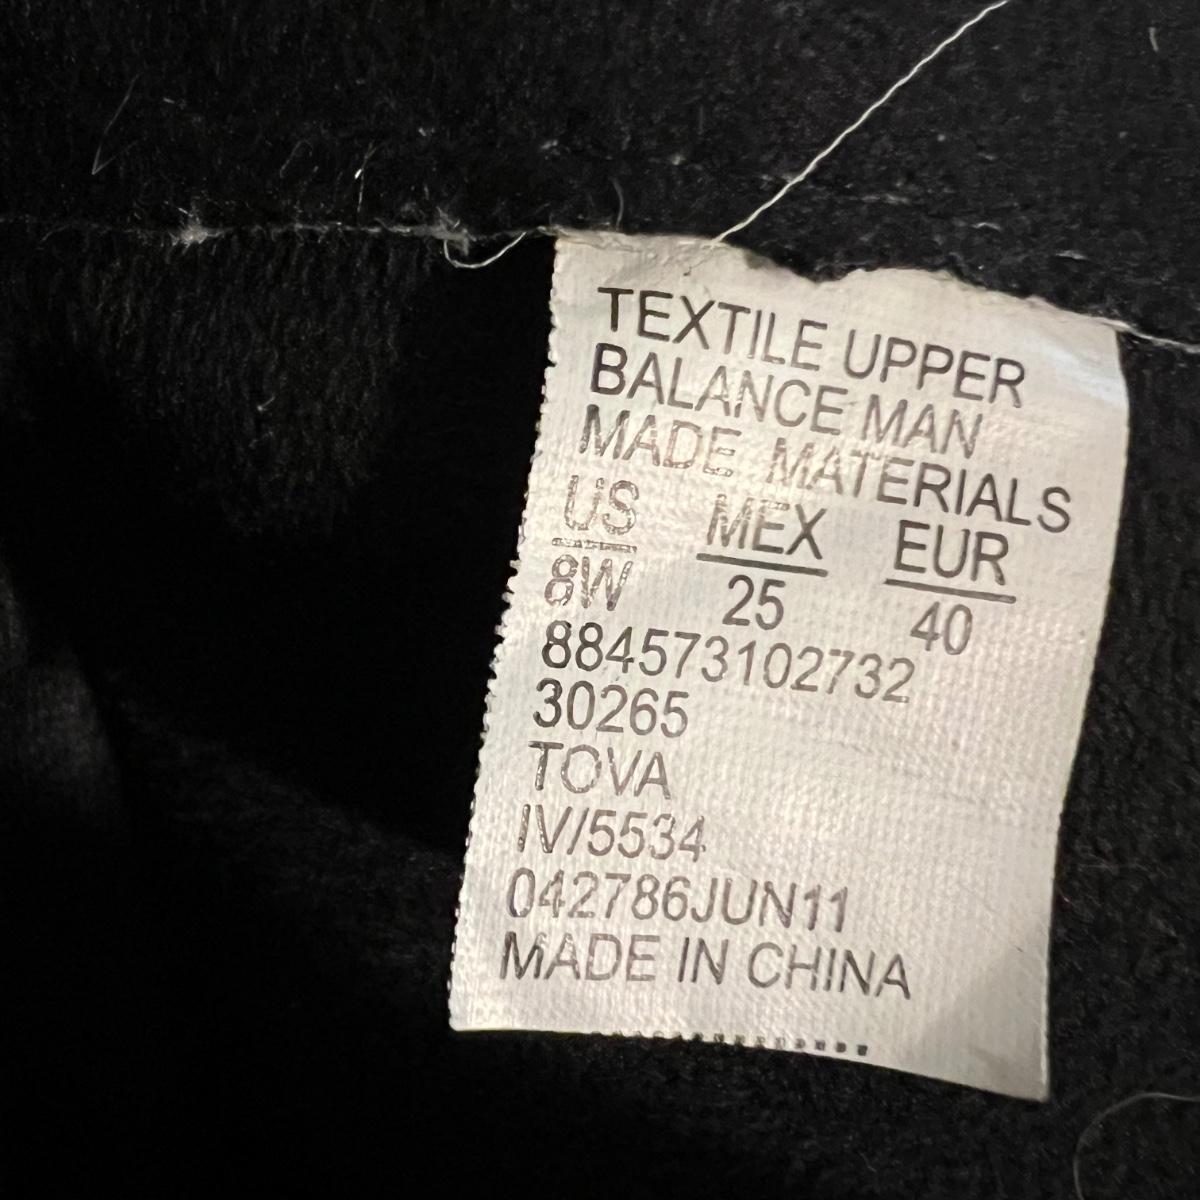 TEXTILE UPPER
BALANCE MAN
MADE MATERIALS
US MEX EUR
8W 25 40
884573102732
30265
TOVA
IV/5534
042786JUN11
MADE IN CHINA